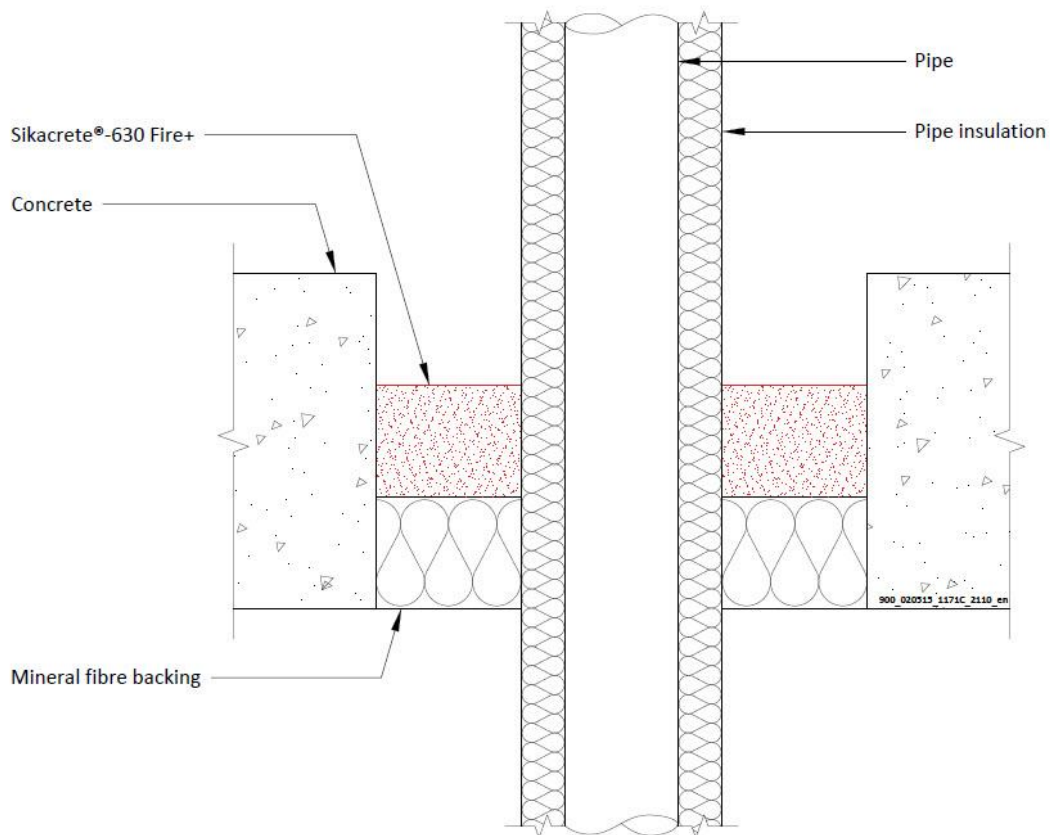 Pipe
Sikacrete®-630 Fire+
Pipe insulation
Concrete
900_020515_1171C_2110_en
Mineral fibre backing